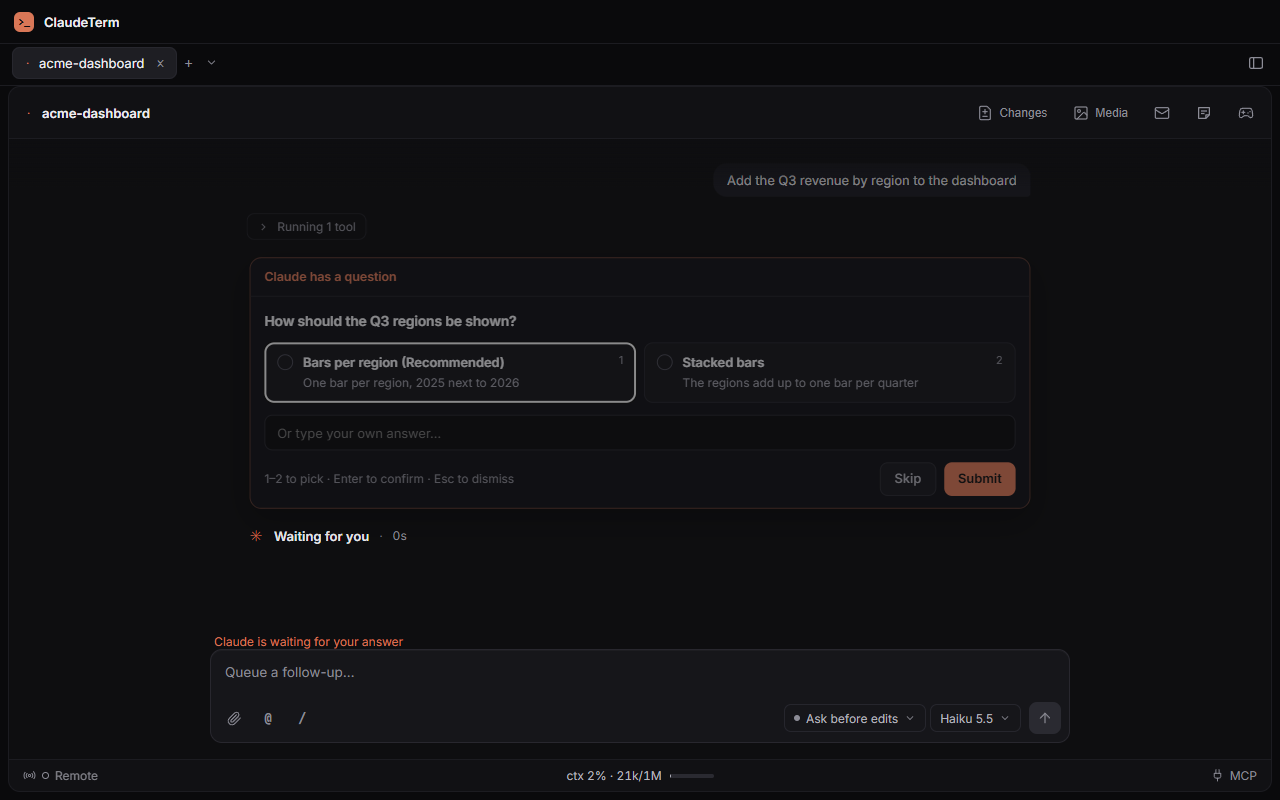 ClaudeTerm
acme-dashboard x + 
acme-dashboard
Changes
Media
Add the Q3 revenue by region to the dashboard
Running 1 tool
Claude has a question
How should the Q3 regions be shown?
Bars per region (Recommended) 1
One bar per region, 2025 next to 2026
Stacked bars 2
The regions add up to one bar per quarter
Or type your own answer...
1–2 to pick · Enter to confirm · Esc to dismiss
Skip
Submit
Waiting for you · 0s
Claude is waiting for your answer
Queue a follow-up...
@ /
Ask before edits
Haiku 5.5
Remote
ctx 2% · 21k/1M
MCP